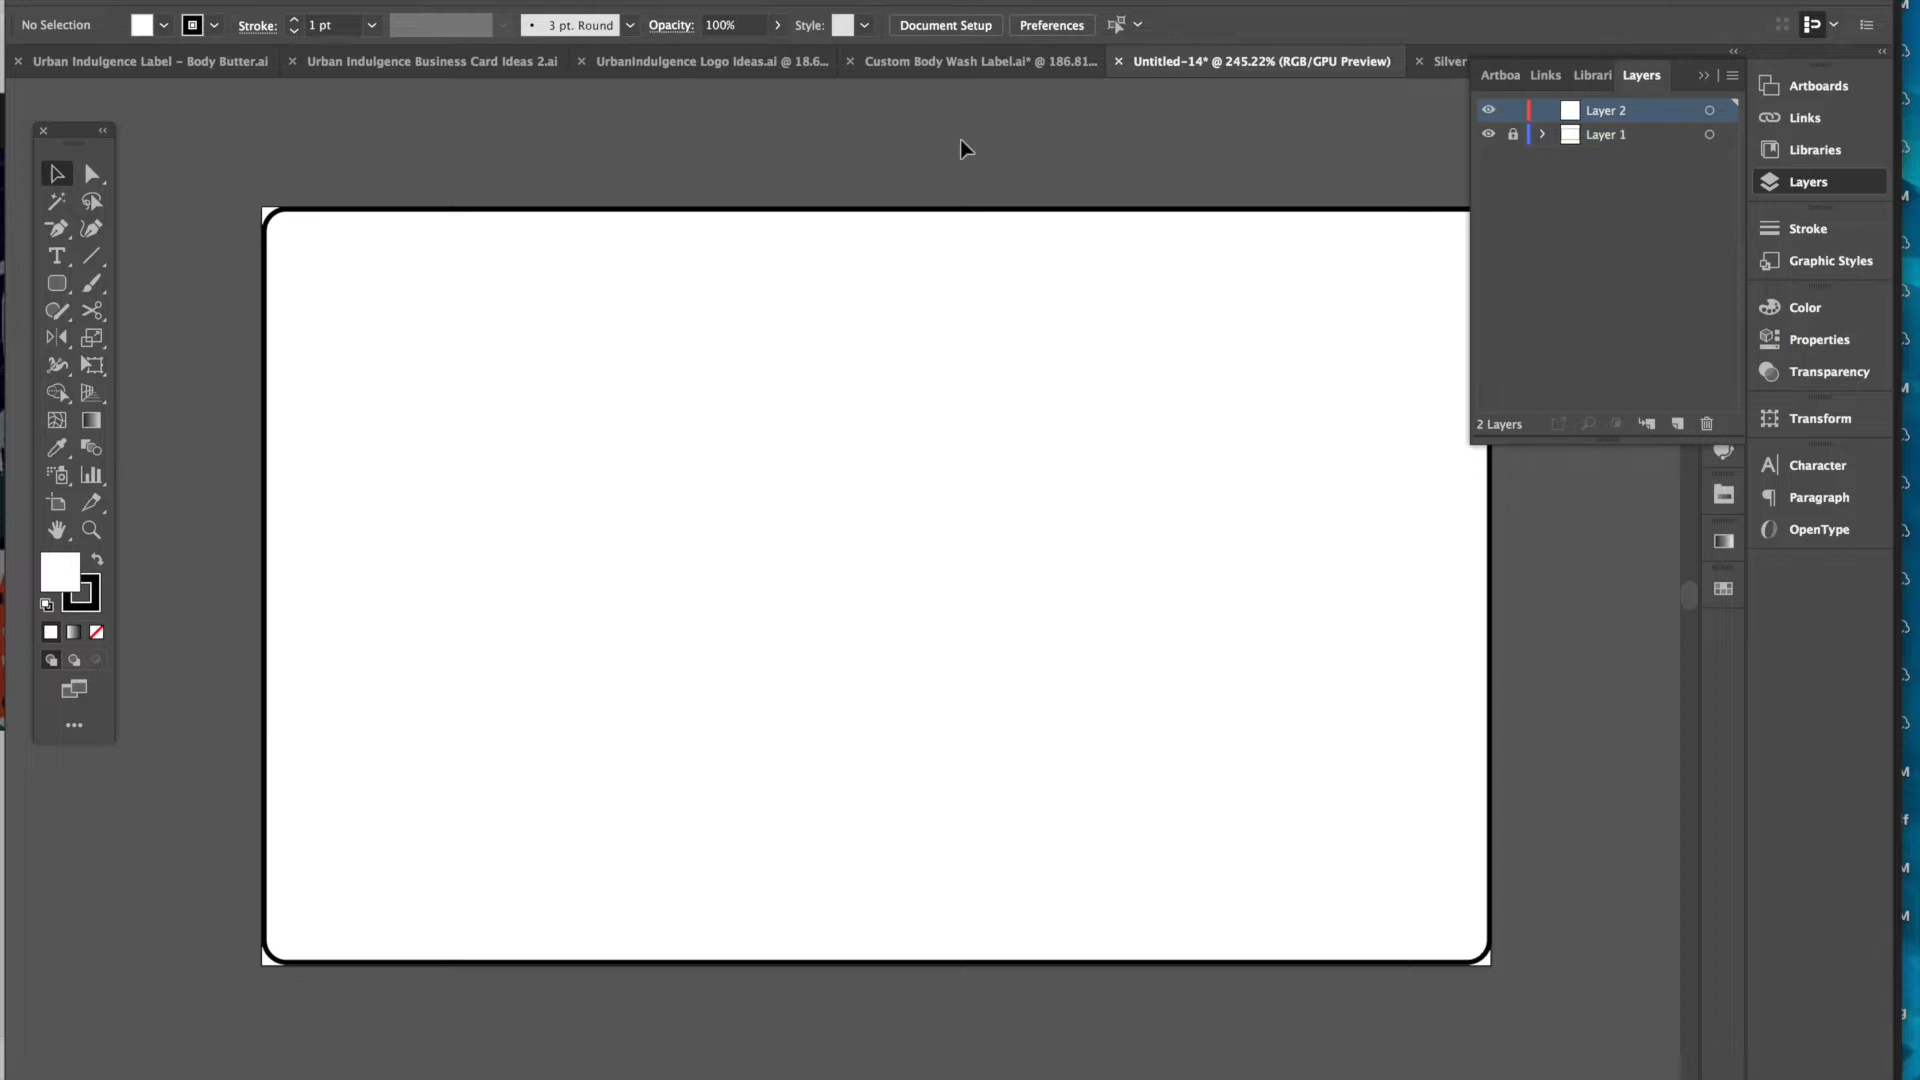 No Selection
Stroke: 1 pt
3 pt. Round
Opacity: 100%
Style:
Document Setup
Preferences
Urban Indulgence Label – Body Butter.ai
Urban Indulgence Business Card Ideas 2.ai
UrbanIndulgence Logo Ideas.ai @ 18.6...
Custom Body Wash Label.ai* @ 186.81...
Untitled-14* @ 245.22% (RGB/GPU Preview)
Silver
Artboa
Links
Librari
Layers
Layer 2
Layer 1
2 Layers
Artboards
Links
Libraries
Layers
Stroke
Graphic Styles
Color
Properties
Transparency
Transform
Character
Paragraph
OpenType